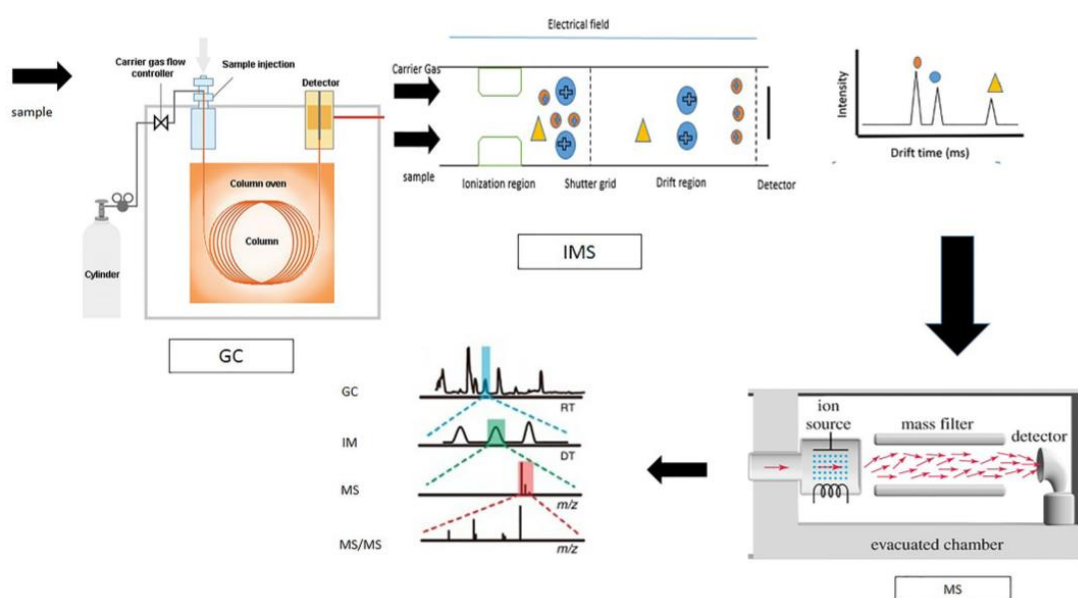 sample
Carrier gas flow
controller
Sample injection
Detector
Column oven
Column
Cylinder
GC
Electrical field
Carrier Gas
sample
Ionization region
Shutter grid
Drift region
Detector
IMS
Intensity
Drift time (ms)
GC
RT
IM
DT
MS
m/z
MS/MS
m/z
ion
source
mass filter
detector
evacuated chamber
MS